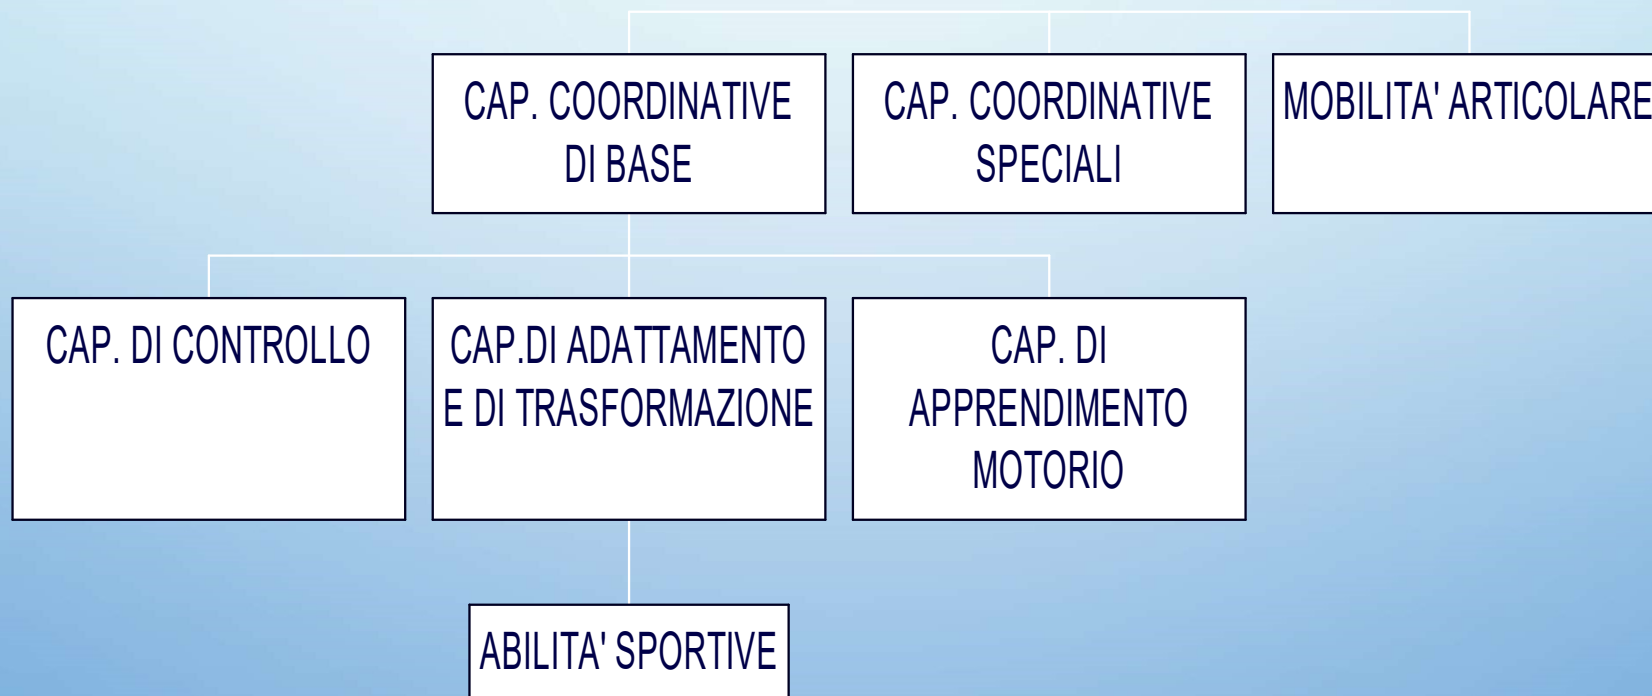 CAP. COORDINATIVE
DI BASE
CAP. COORDINATIVE
SPECIALI
MOBILITA' ARTICOLARE
CAP. DI CONTROLLO
CAP.DI ADATTAMENTO
E DI TRASFORMAZIONE
CAP. DI
APPRENDIMENTO
MOTORIO
ABILITA' SPORTIVE